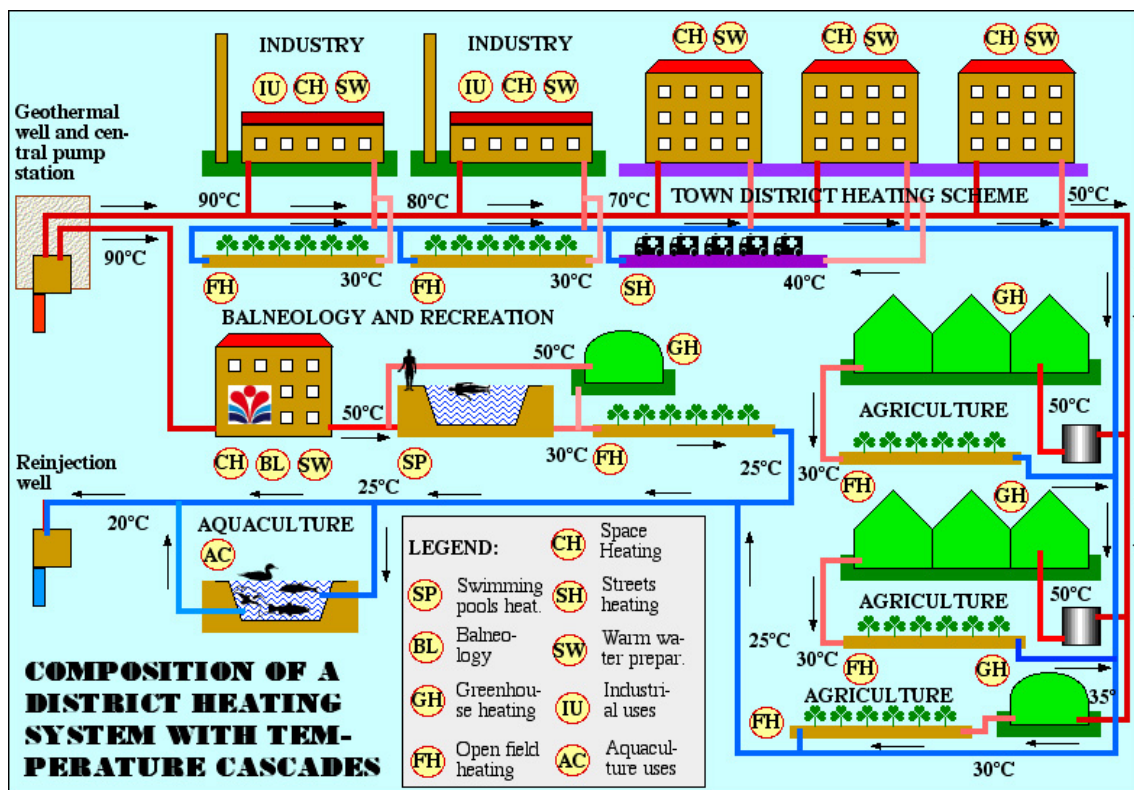 INDUSTRY
INDUSTRY
CH SW
CH SW
CH SW
IU CH SW
IU CH SW
Geothermal
well and cen-
tral pump
station
90°C
80°C
70°C
TOWN DISTRICT HEATING SCHEME
50°C
90°C
30°C
30°C
40°C
FH
FH
SH
GH
BALNEOLOGY AND RECREATION
50°C
GH
AGRICULTURE
50°C
50°C
30°C
CH BL SW
SP
FH
25°C
30°C
FH
GH
Reinjection
well
25°C
20°C
AQUACULTURE
AC
LEGEND:
CH Space
Heating
SP Swimming
pools heat.
SH Streets
heating
BL Balneo-
logy
SW Warm wa-
ter prepar.
GH Greenhou-
se heating
IU Industri-
al uses
FH Open field
heating
AC Aquacul-
ture uses
50°C
AGRICULTURE
25°C
30°C
FH
GH
AGRICULTURE
35°
FH
30°C
COMPOSITION OF A
DISTRICT HEATING
SYSTEM WITH TEM-
PERATURE CASCADES